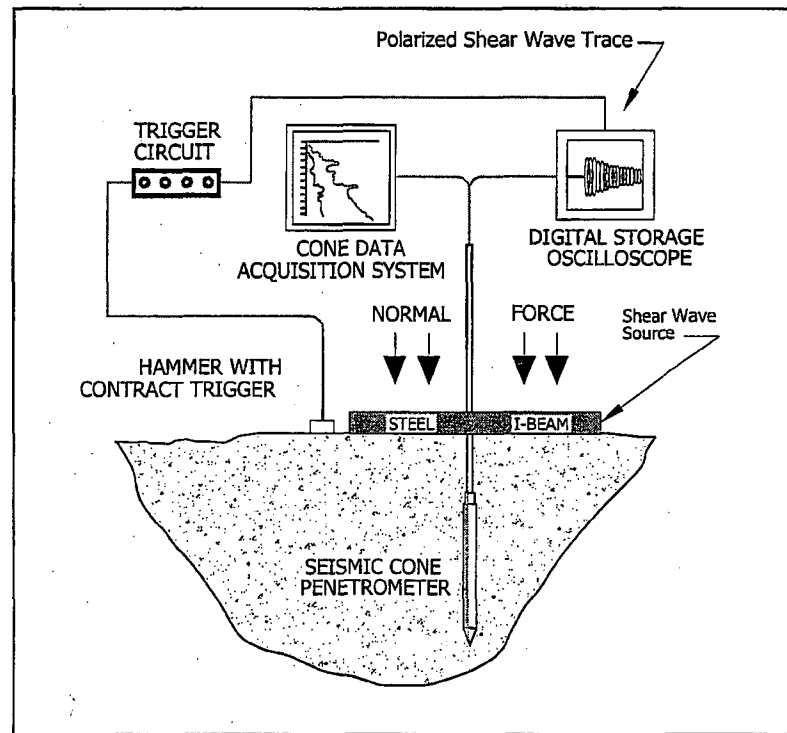 Polarized Shear Wave Trace
TRIGGER
CIRCUIT
CONE DATA
ACQUISITION SYSTEM
DIGITAL STORAGE
OSCILLOSCOPE
NORMAL
FORCE
Shear Wave
Source
HAMMER WITH
CONTRACT TRIGGER
STEEL
I-BEAM
SEISMIC CONE
PENETROMETER